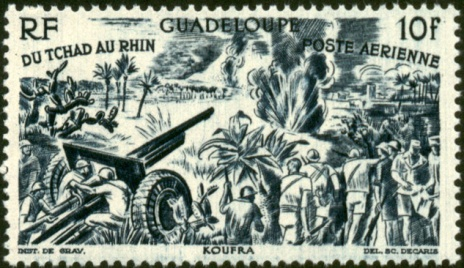 RF GUADELOUPE 10F
DU TCHAD AU RHIN POSTE AERIENNE
INST. DE GRAV. KOUFRA DEL. SC. DECARIS